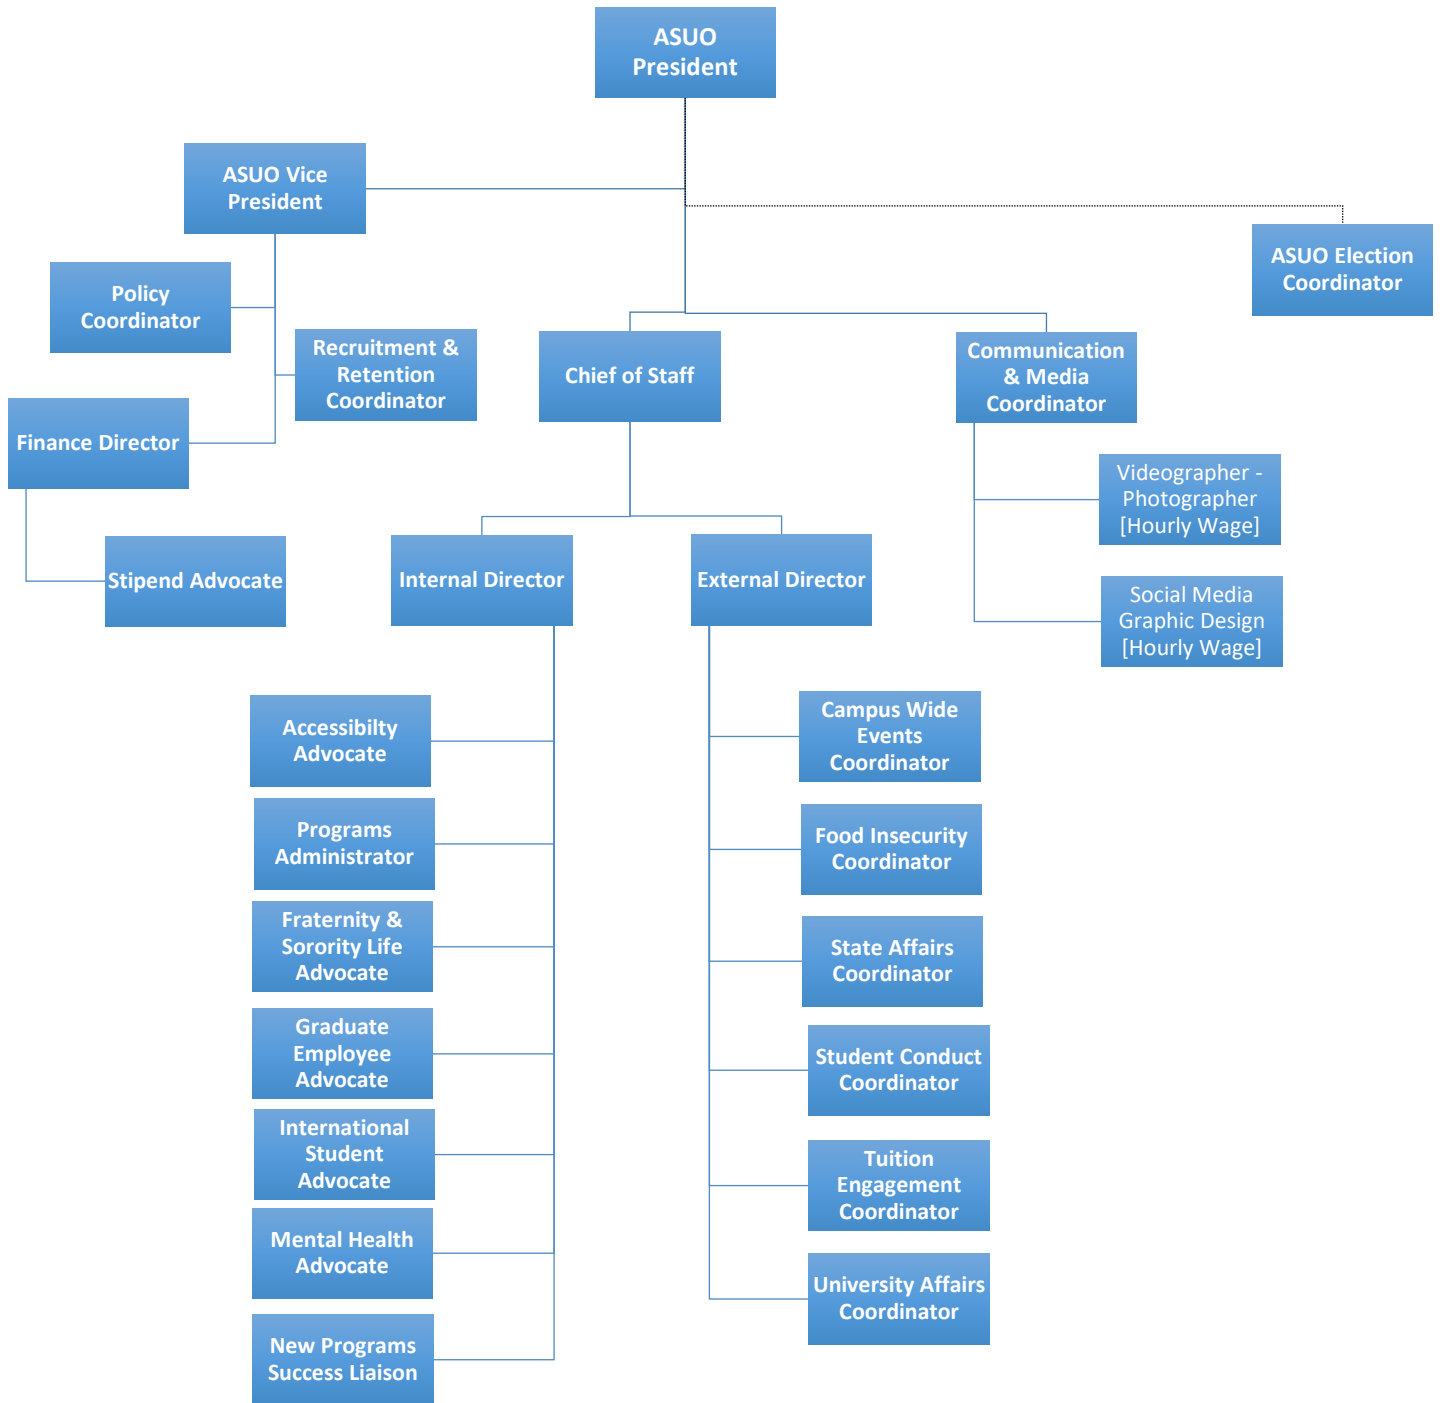 ASUO
President
ASUO Vice
President
ASUO Election
Coordinator
Policy
Coordinator
Recruitment &
Retention
Coordinator
Chief of Staff
Communication
& Media
Coordinator
Finance Director
Videographer -
Photographer
[Hourly Wage]
Stipend Advocate
Internal Director
External Director
Social Media
Graphic Design
[Hourly Wage]
Accessibilty
Advocate
Programs
Administrator
Fraternity &
Sorority Life
Advocate
Graduate
Employee
Advocate
International
Student
Advocate
Mental Health
Advocate
New Programs
Success Liaison
Campus Wide
Events
Coordinator
Food Insecurity
Coordinator
State Affairs
Coordinator
Student Conduct
Coordinator
Tuition
Engagement
Coordinator
University Affairs
Coordinator